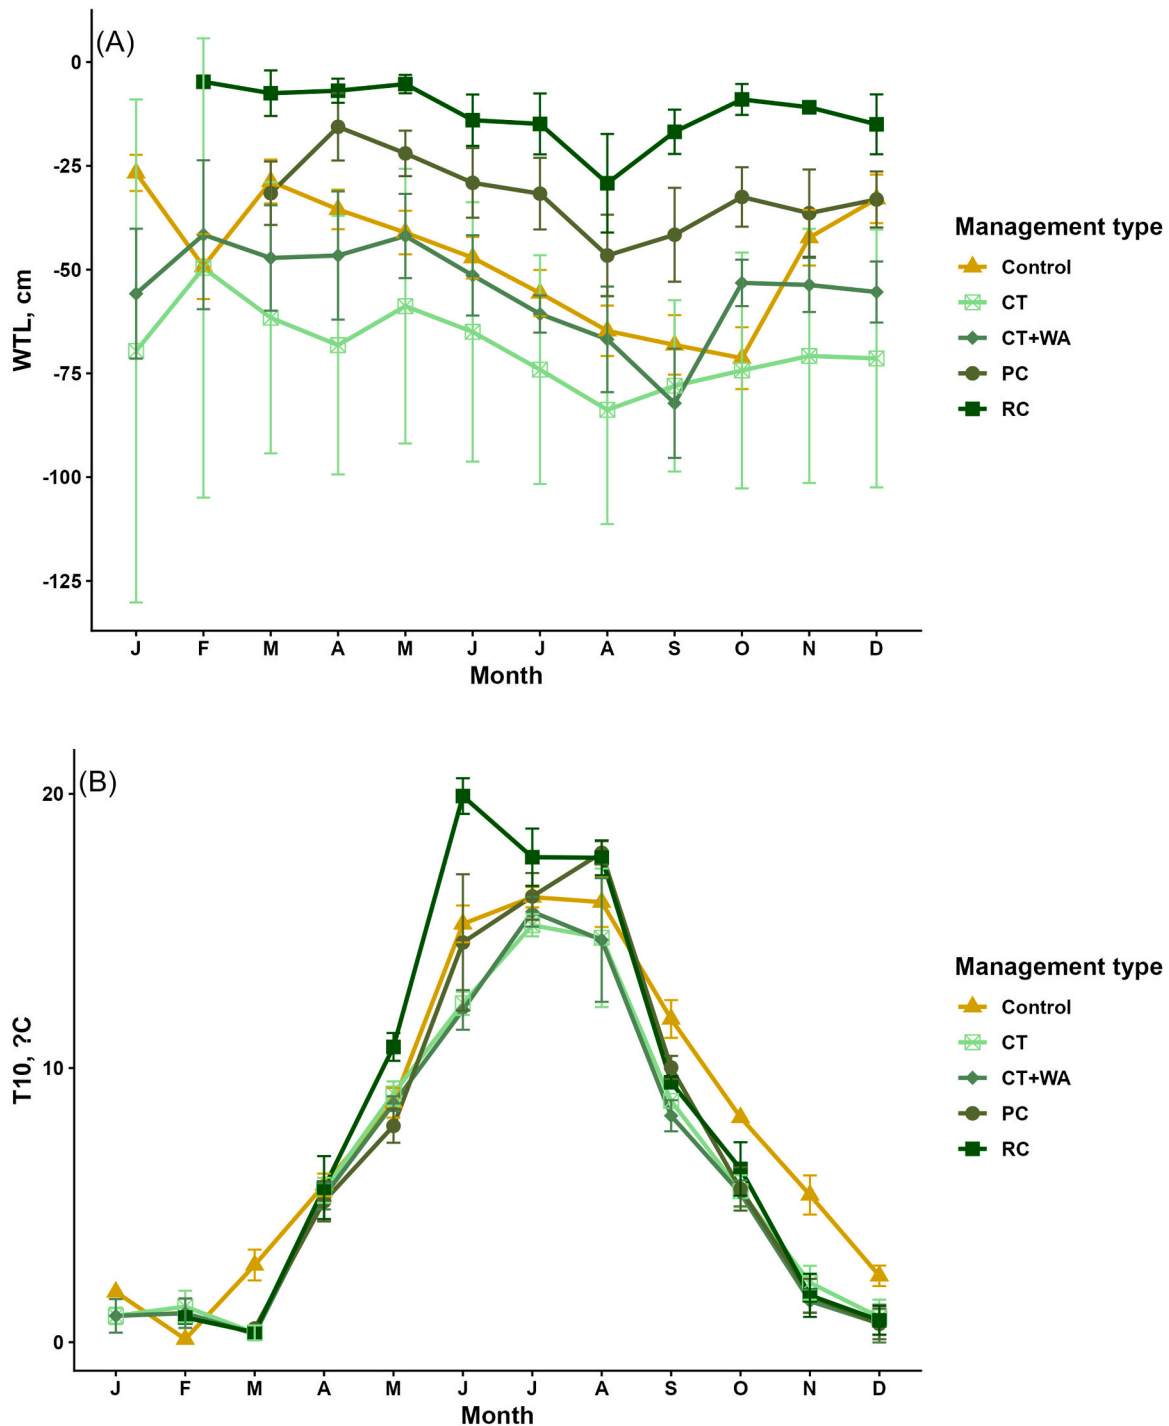 (A)
0
-25
-50
-75
-100
-125
WTL, cm
J F M A M J J A S O N D
Month
Management type
Control
CT
CT+WA
PC
RC
(B)
20
10
0
T10, ?C
J F M A M J J A S O N D
Month
Management type
Control
CT
CT+WA
PC
RC